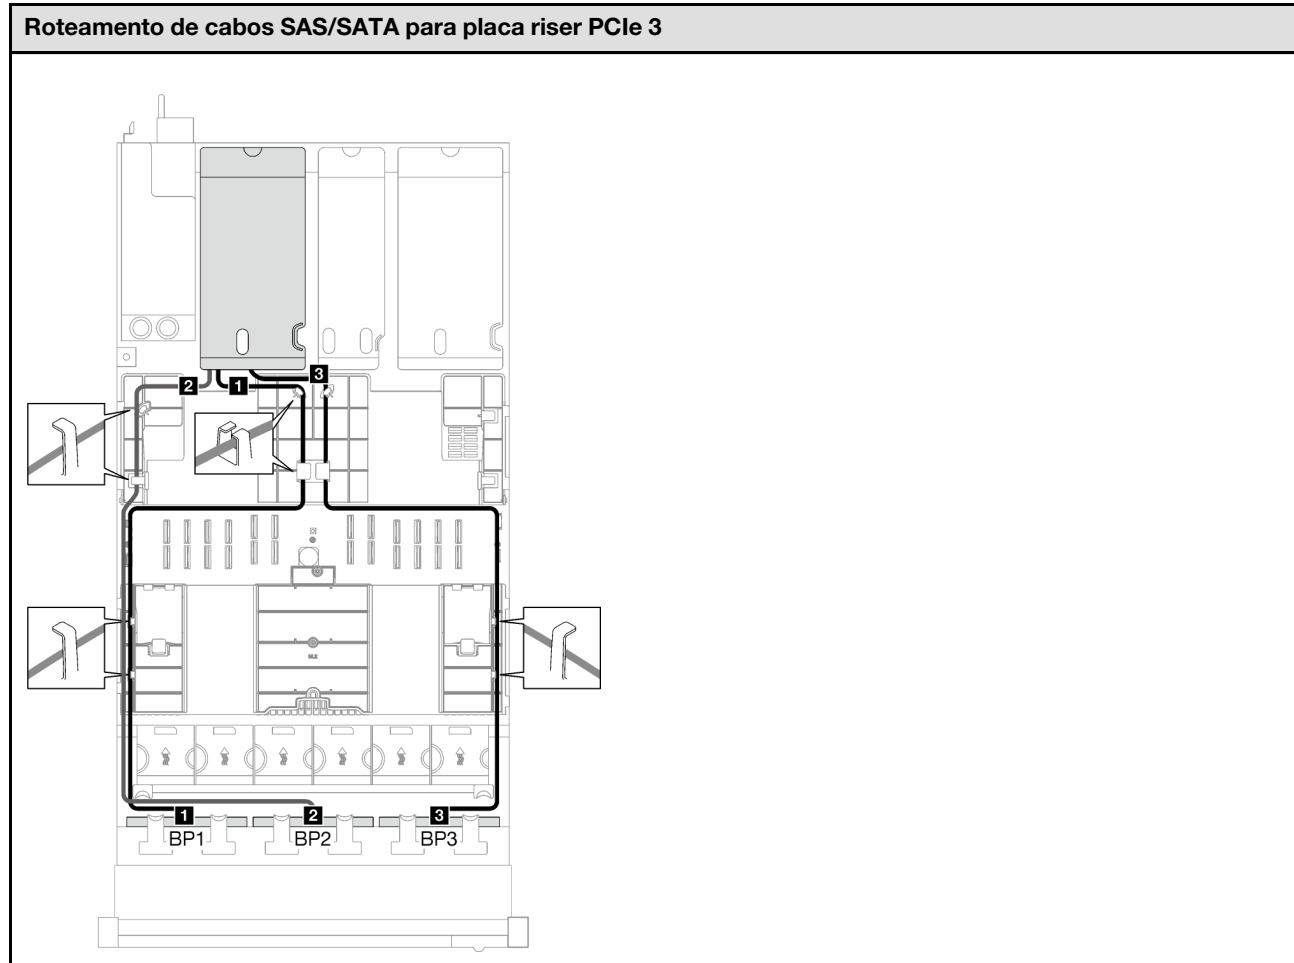 Roteamento de cabos SAS/SATA para placa riser PCIe 3
2 1 3
M.2
1 2 3
BP1 BP2 BP3